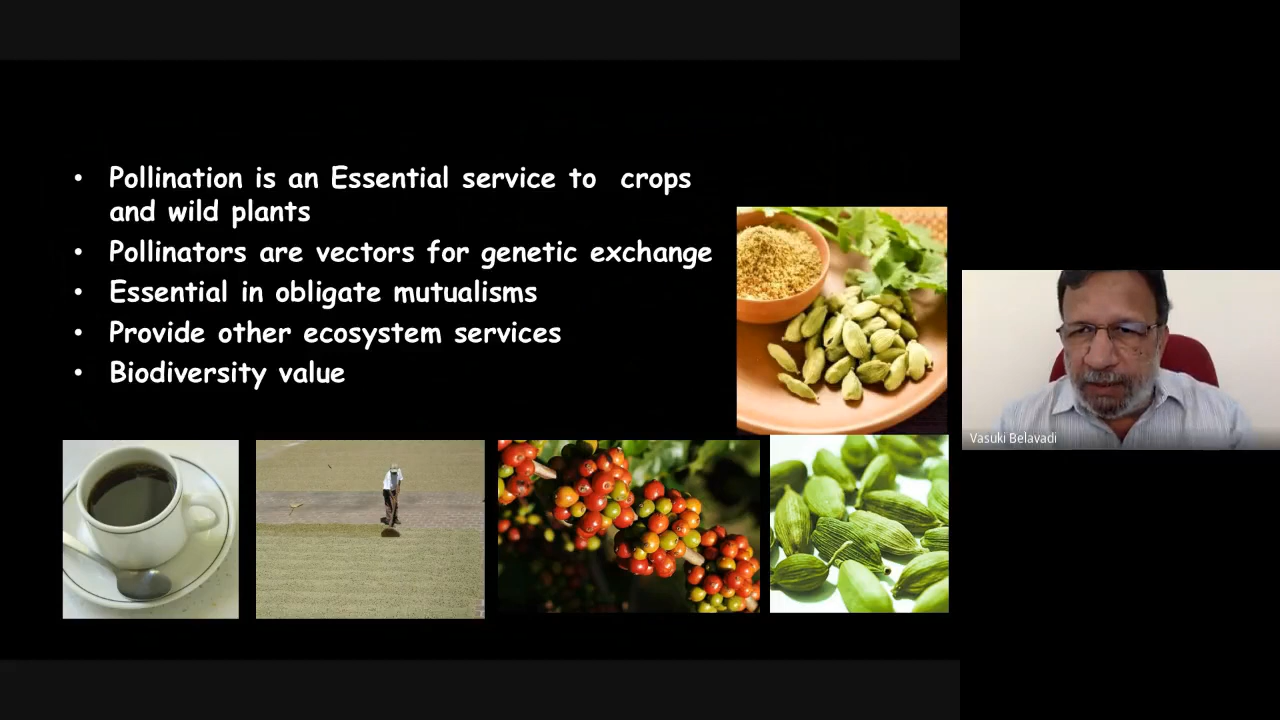 • Pollination is an Essential service to crops
and wild plants
• Pollinators are vectors for genetic exchange
• Essential in obligate mutualisms
• Provide other ecosystem services
• Biodiversity value
Vasuki Belavadi